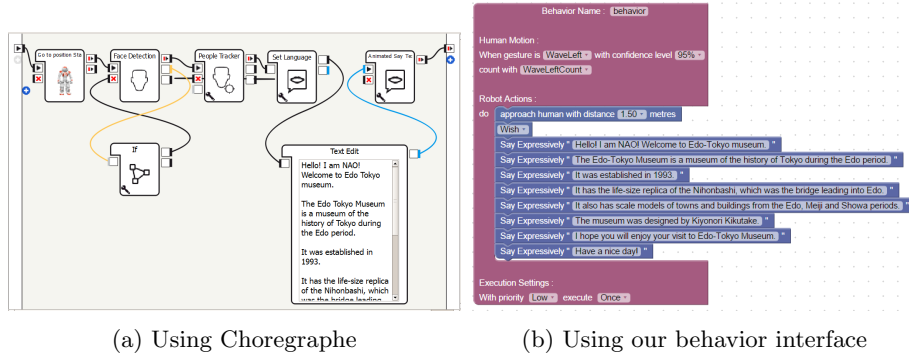 Go to position Sta
Face Detection
People Tracker
Set Language
Animated Say Te
If
Text Edit
Hello! I am NAO!
Welcome to Edo Tokyo
museum.
The Edo Tokyo Museum
is a museum of the
history of Tokyo during
the Edo period.
It was established in
1993.
It has the life-size replica
of the Nihonbashi, which
was the bridge leading
(a) Using Choregraphe
Behavior Name : behavior
Human Motion :
When gesture is WaveLeft with confidence level 95%
count with WaveLeftCount
Robot Actions :
do approach human with distance 1.50 metres
Wish
Say Expressively " Hello! I am NAO! Welcome to Edo-Tokyo museum. "
Say Expressively " The Edo-Tokyo Museum is a museum of the history of Tokyo during the Edo period. "
Say Expressively " It was established in 1993. "
Say Expressively " It has the life-size replica of the Nihonbashi, which was the bridge leading into Edo. "
Say Expressively " It also has scale models of towns and buildings from the Edo, Meiji and Showa periods. "
Say Expressively " The museum was designed by Kiyonori Kikutake. "
Say Expressively " I hope you will enjoy your visit to Edo-Tokyo Museum. "
Say Expressively " Have a nice day! "
Execution Settings :
With priority Low execute Once
(b) Using our behavior interface